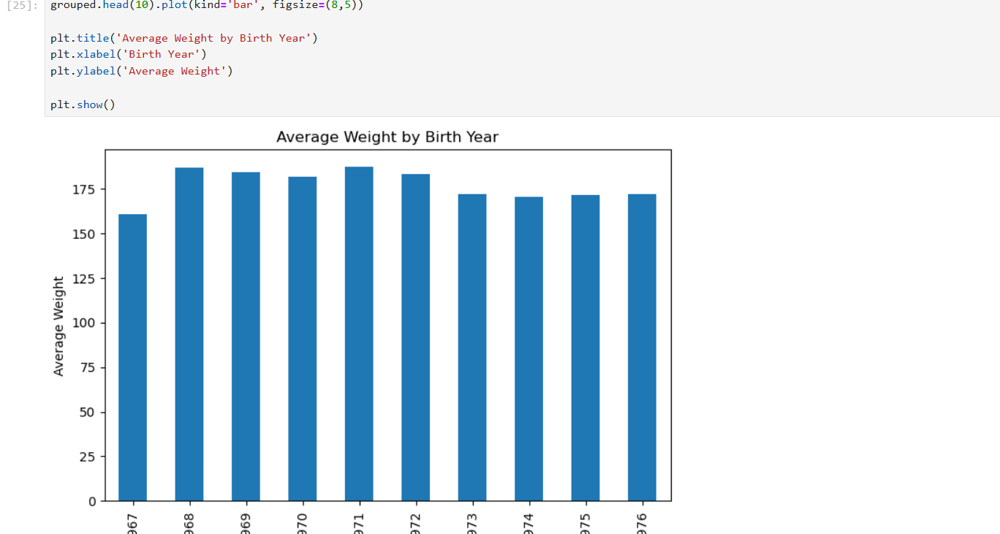 [25]: grouped.head(10).plot(kind='bar', figsize=(8,5))
plt.title('Average Weight by Birth Year')
plt.xlabel('Birth Year')
plt.ylabel('Average Weight')
plt.show()
Average Weight by Birth Year
Average Weight
175
150
125
100
75
50
25
0
967 968 969 970 971 972 973 974 975 976